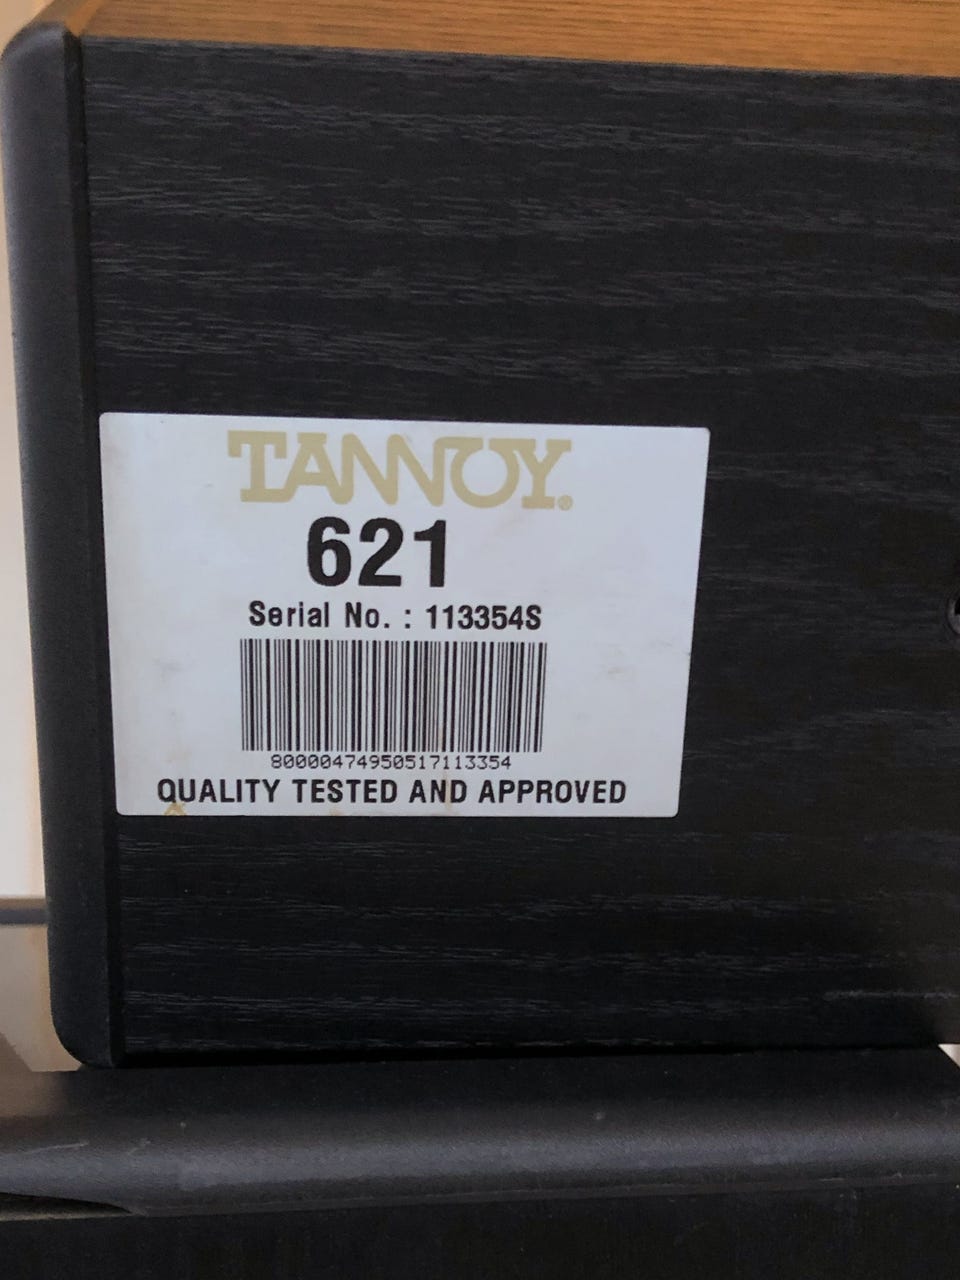 TANNOY®
621
Serial No. : 113354S
80000474950517113354
QUALITY TESTED AND APPROVED